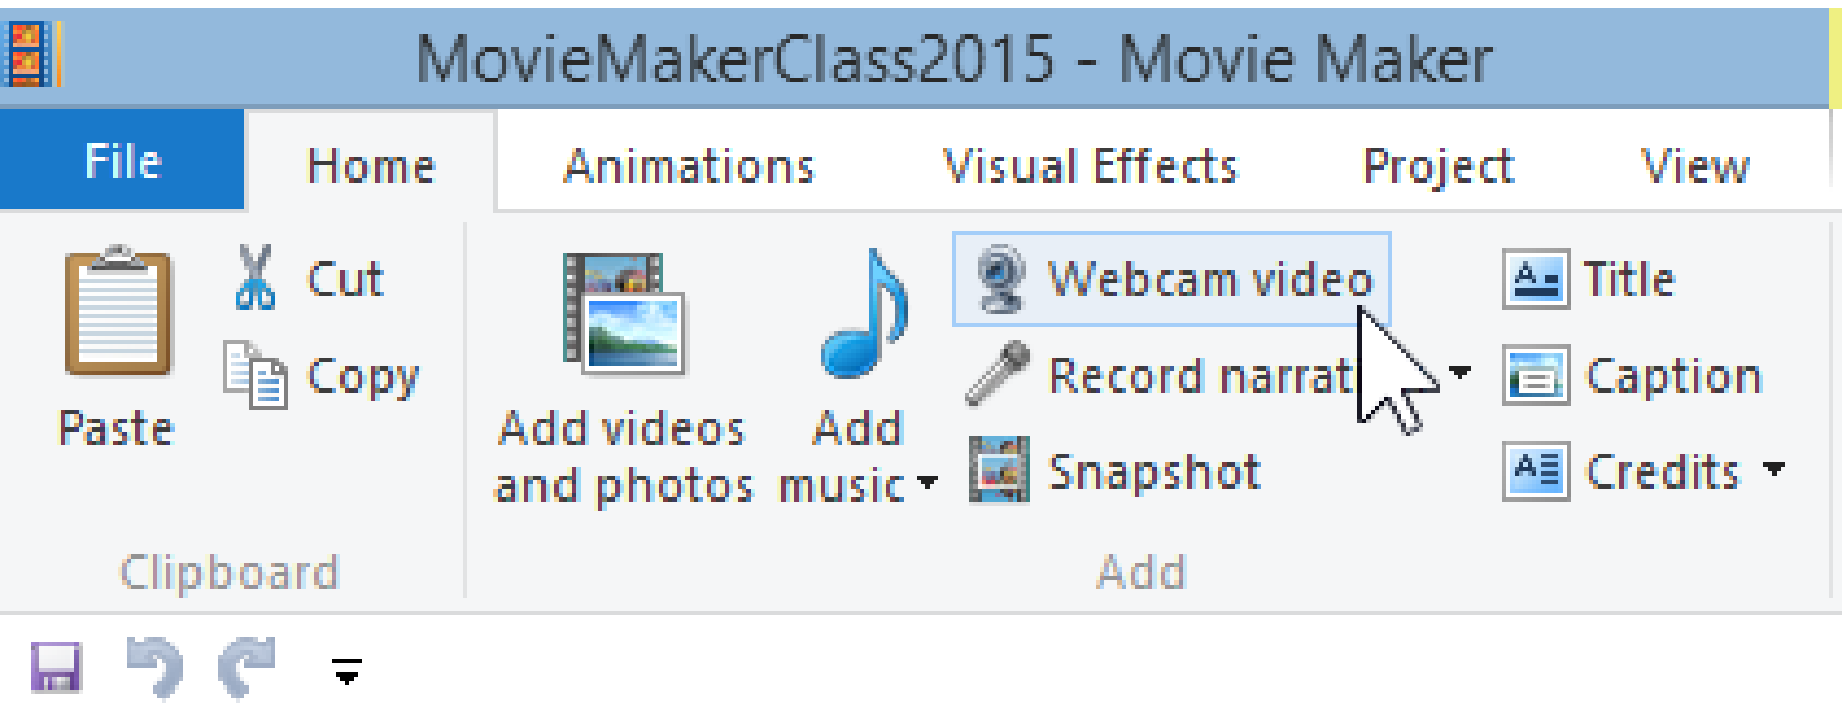 MovieMakerClass2015 - Movie Maker
File Home Animations Visual Effects Project View
Paste
Cut
Copy
Clipboard
Add videos
and photos
Add
music
Webcam video
Record narrat
Snapshot
Title
Caption
Credits
Add